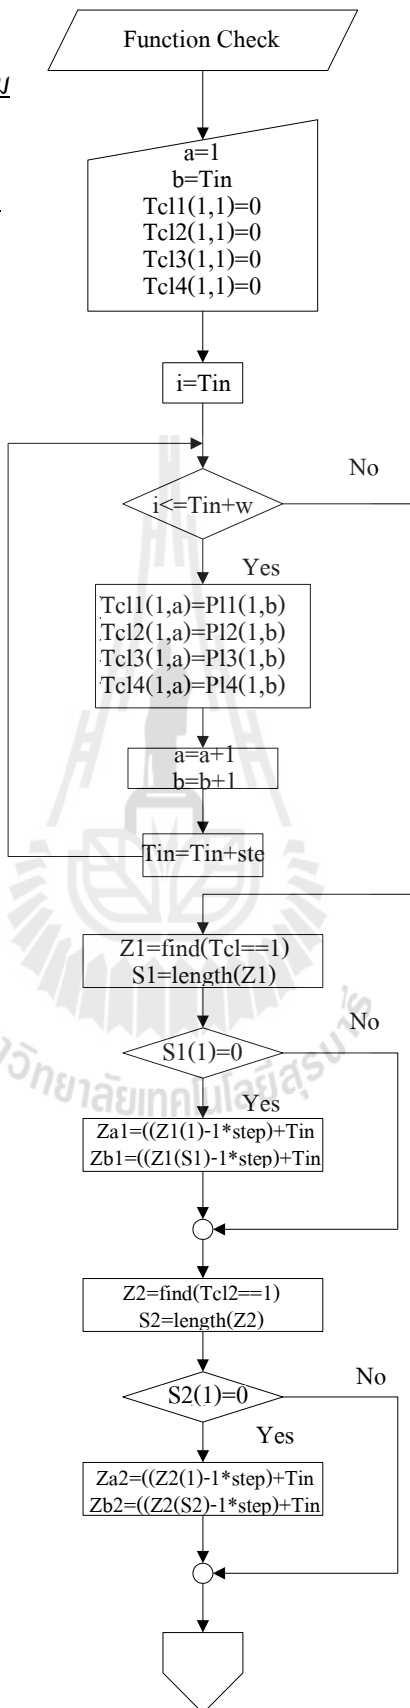 Function Check
a=1
b=Tin
Tcl1(1,1)=0
Tcl2(1,1)=0
Tcl3(1,1)=0
Tcl4(1,1)=0
i=Tin
No
i<=Tin+w
Yes
Tcl1(1,a)=Pl1(1,b)
Tcl2(1,a)=Pl2(1,b)
Tcl3(1,a)=Pl3(1,b)
Tcl4(1,a)=Pl4(1,b)
a=a+1
b=b+1
Tin=Tin+ste
Z1=find(Tcl==1)
S1=length(Z1)
No
S1(1)=0
Yes
Za1=((Z1(1)-1*step)+Tin
Zb1=((Z1(S1)-1*step)+Tin
Z2=find(Tcl2==1)
S2=length(Z2)
No
S2(1)=0
Yes
Za2=((Z2(1)-1*step)+Tin
Zb2=((Z2(S2)-1*step)+Tin